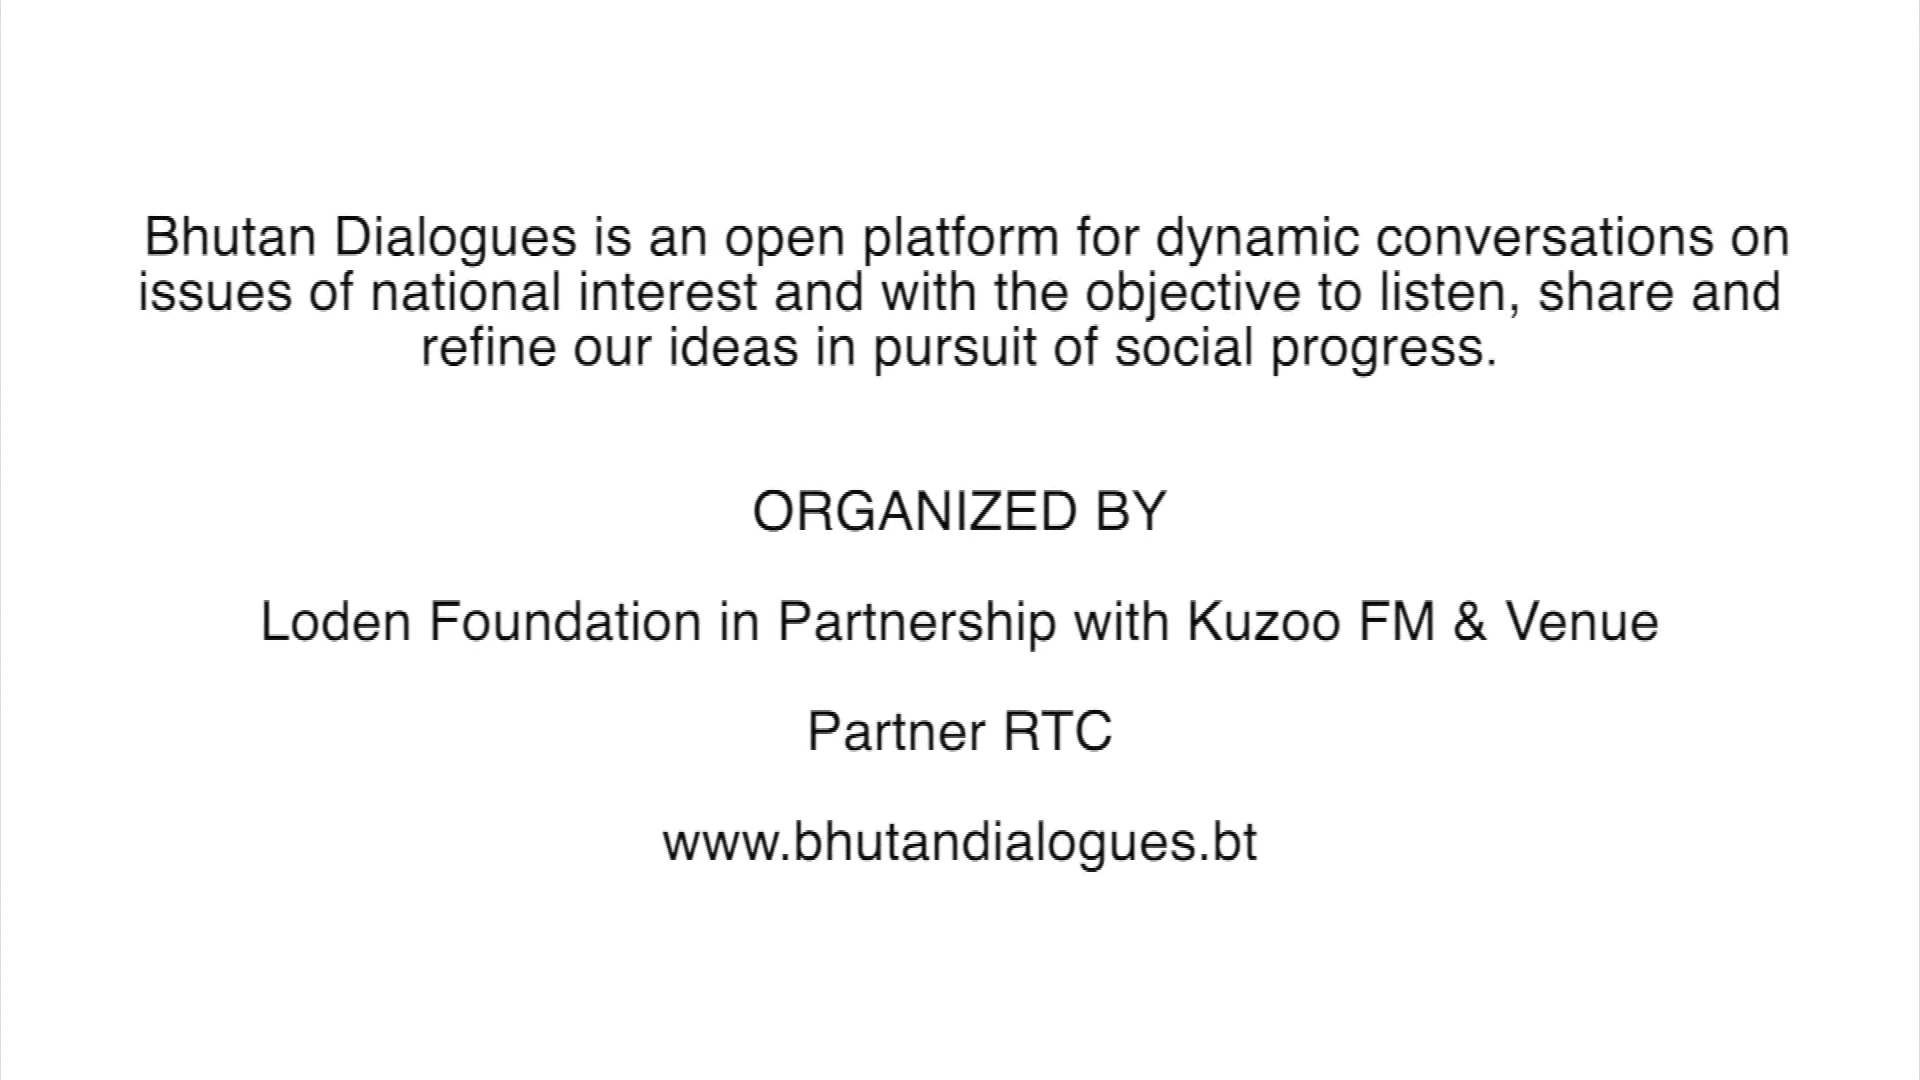 Bhutan Dialogues is an open platform for dynamic conversations on
issues of national interest and with the objective to listen, share and
refine our ideas in pursuit of social progress.
ORGANIZED BY
Loden Foundation in Partnership with Kuzoo FM & Venue
Partner RTC
www.bhutandialogues.bt